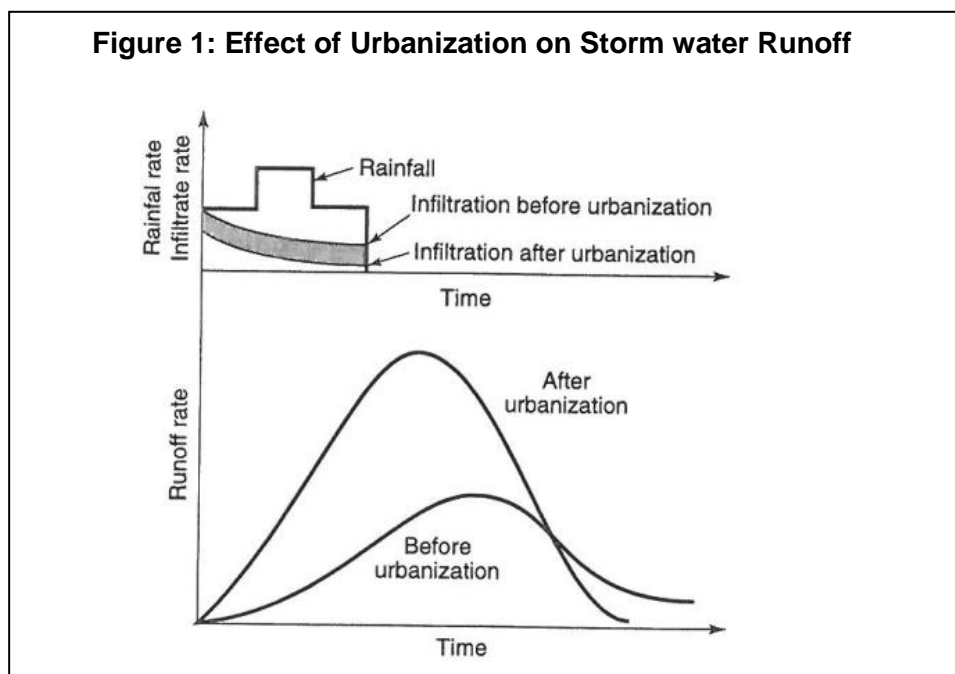 Figure 1: Effect of Urbanization on Storm water Runoff
Rainfal rate
Infiltrate rate
Rainfall
Infiltration before urbanization
Infiltration after urbanization
Time
Runoff rate
After
urbanization
Before
urbanization
Time